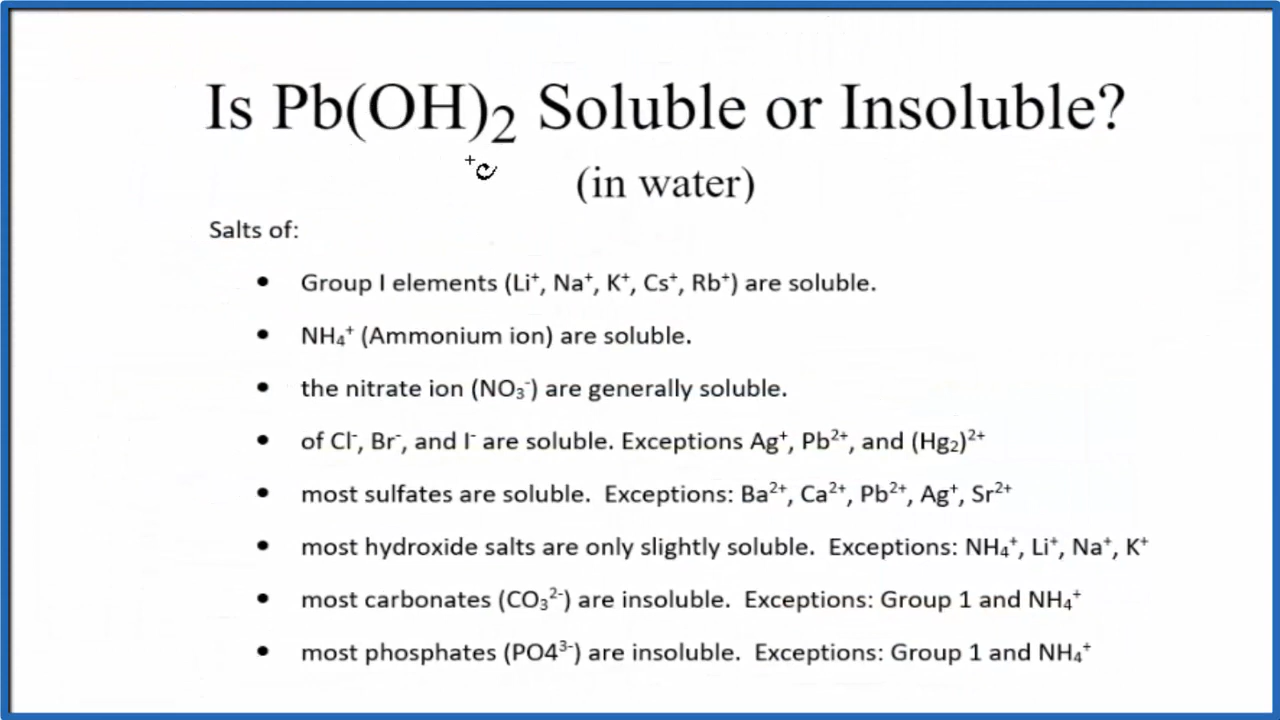 Is Pb(OH)₂ Soluble or Insoluble?
(in water)
Salts of:
• Group I elements (Li⁺, Na⁺, K⁺, Cs⁺, Rb⁺) are soluble.
• NH₄⁺ (Ammonium ion) are soluble.
• the nitrate ion (NO₃⁻) are generally soluble.
• of Cl⁻, Br⁻, and I⁻ are soluble. Exceptions Ag⁺, Pb²⁺, and (Hg₂)²⁺
• most sulfates are soluble.  Exceptions: Ba²⁺, Ca²⁺, Pb²⁺, Ag⁺, Sr²⁺
• most hydroxide salts are only slightly soluble.  Exceptions: NH₄⁺, Li⁺, Na⁺, K⁺
• most carbonates (CO₃²⁻) are insoluble.  Exceptions: Group 1 and NH₄⁺
• most phosphates (PO4³⁻) are insoluble.  Exceptions: Group 1 and NH₄⁺